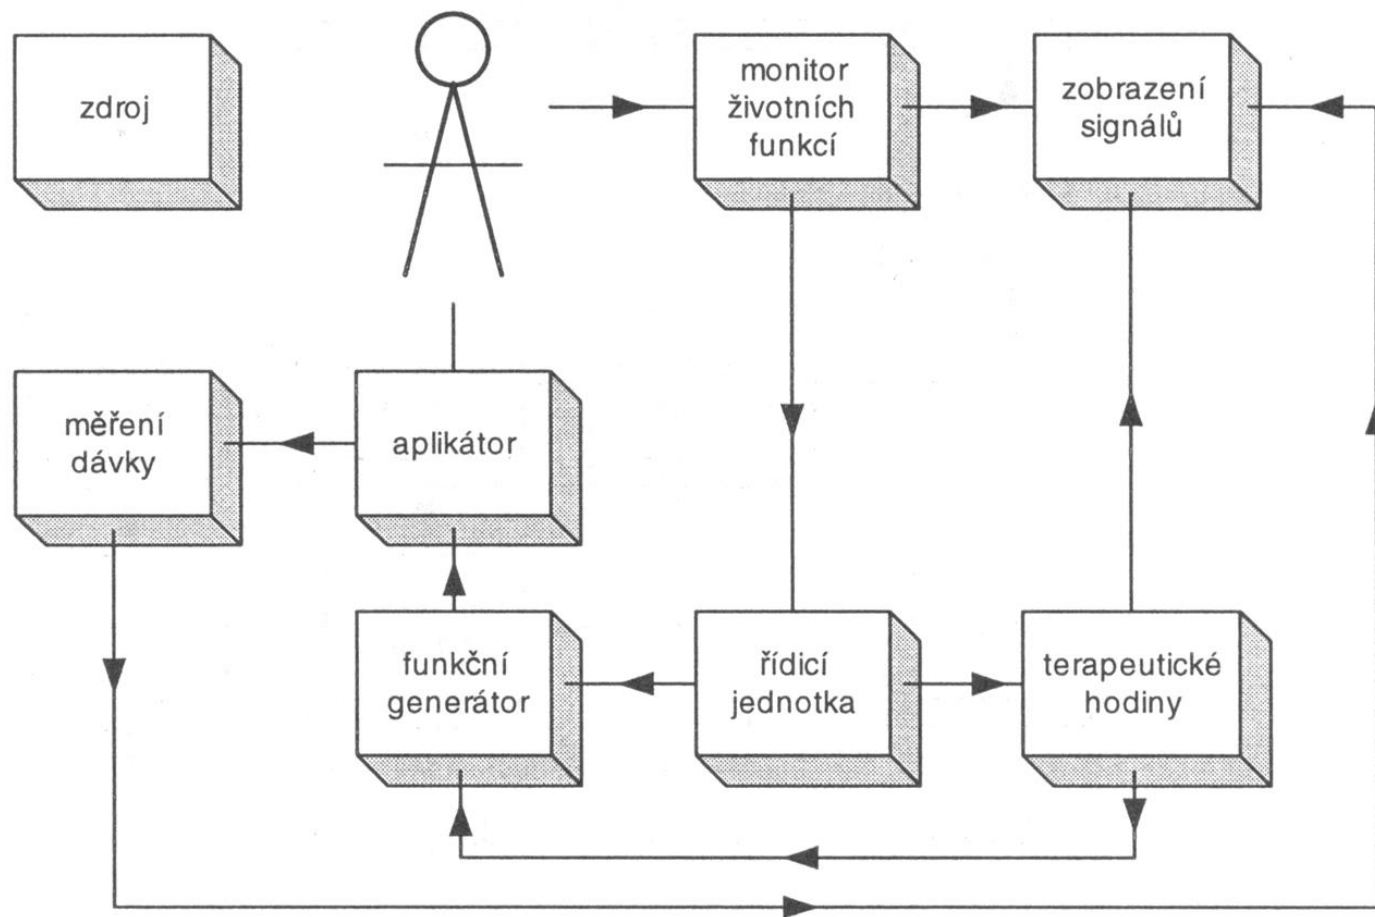 zdroj
monitor
životních
funkcí
zobrazení
signálů
měření
dávky
aplikátor
funkční
generátor
řídicí
jednotka
terapeutické
hodiny